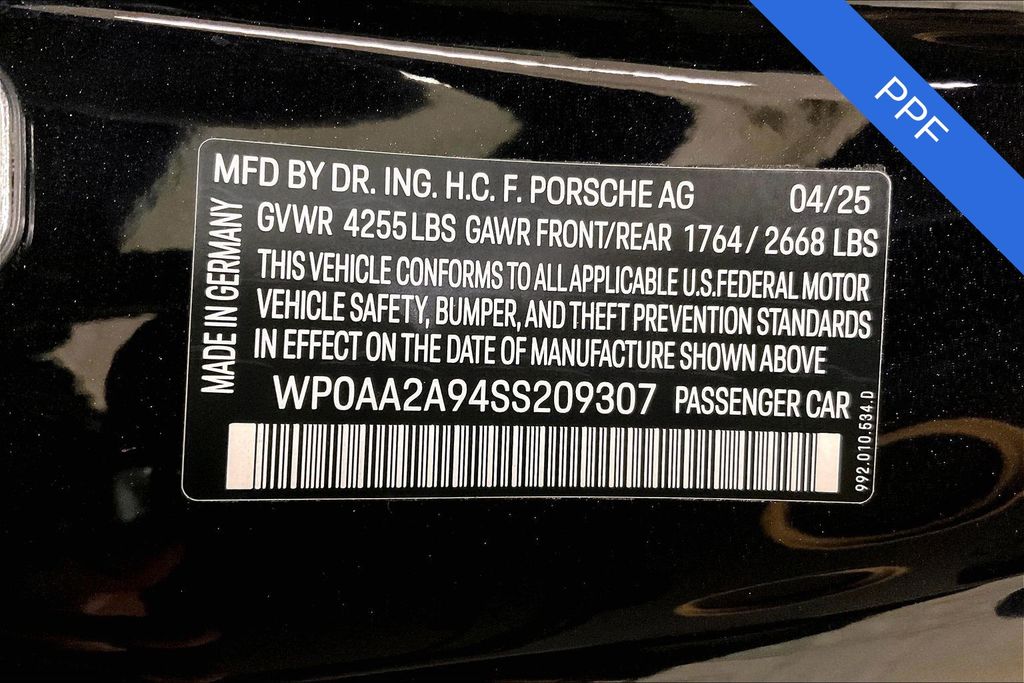 PPF
MFD BY DR. ING. H.C. F. PORSCHE AG 04/25
GVWR 4255 LBS GAWR FRONT/REAR 1764 / 2668 LBS
THIS VEHICLE CONFORMS TO ALL APPLICABLE U.S. FEDERAL MOTOR
VEHICLE SAFETY, BUMPER, AND THEFT PREVENTION STANDARDS
IN EFFECT ON THE DATE OF MANUFACTURE SHOWN ABOVE
WP0AA2A94SS209307 PASSENGER CAR
MADE IN GERMANY
992.010.534.D